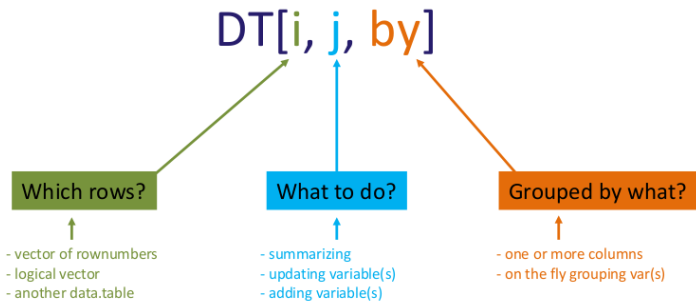 DT[i, j, by]
Which rows?
What to do?
Grouped by what?
- vector of rownumbers
- logical vector
- another data.table
- summarizing
- updating variable(s)
- adding variable(s)
- one or more columns
- on the fly grouping var(s)